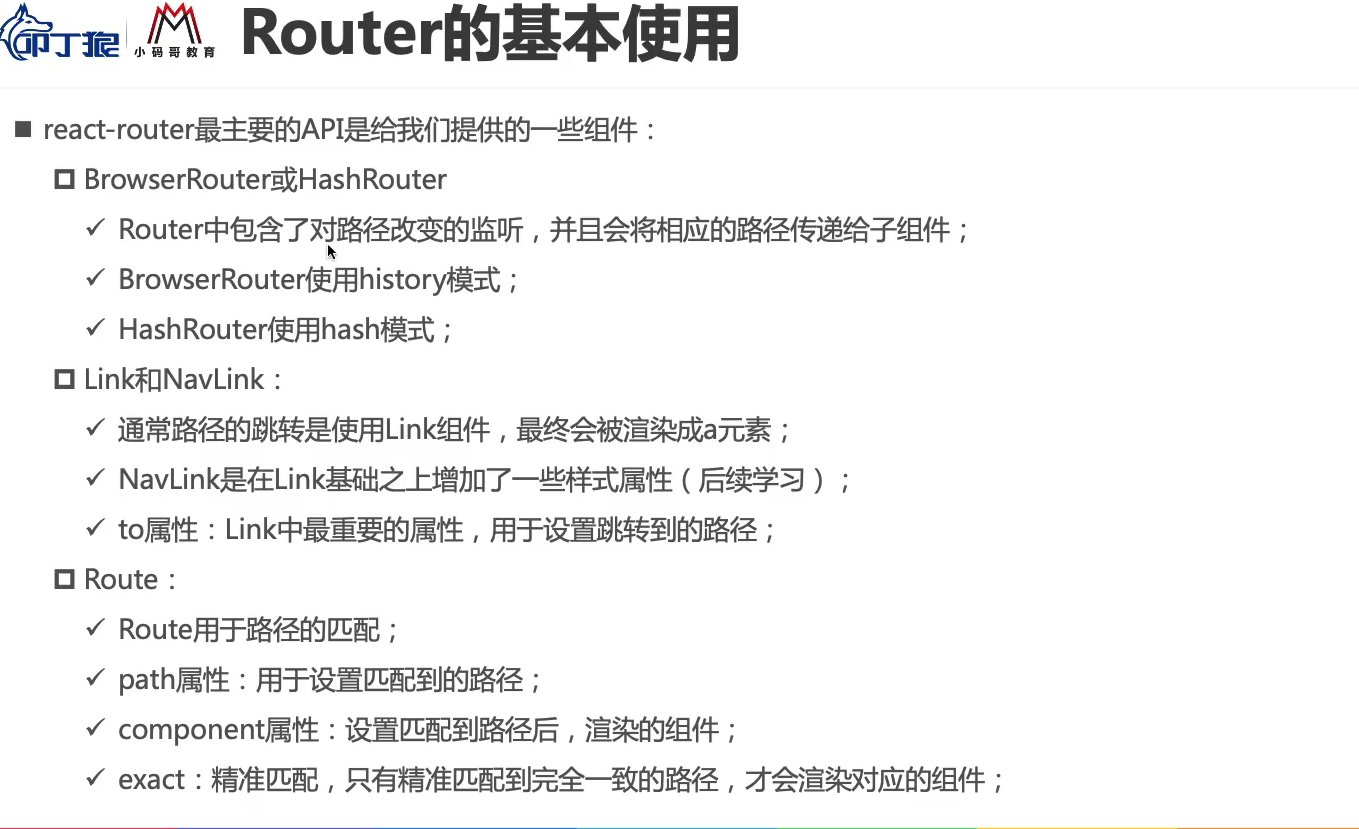 叩丁狼
小码哥教育
Router的基本使用
react-router最主要的API是给我们提供的一些组件：
BrowserRouter或HashRouter
Router中包含了对路径改变的监听，并且会将相应的路径传递给子组件；
BrowserRouter使用history模式；
HashRouter使用hash模式；
Link和NavLink：
通常路径的跳转是使用Link组件，最终会被渲染成a元素；
NavLink是在Link基础之上增加了一些样式属性（后续学习）；
to属性：Link中最重要的属性，用于设置跳转到的路径；
Route：
Route用于路径的匹配；
path属性：用于设置匹配到的路径；
component属性：设置匹配到路径后，渲染的组件；
exact：精准匹配，只有精准匹配到完全一致的路径，才会渲染对应的组件；